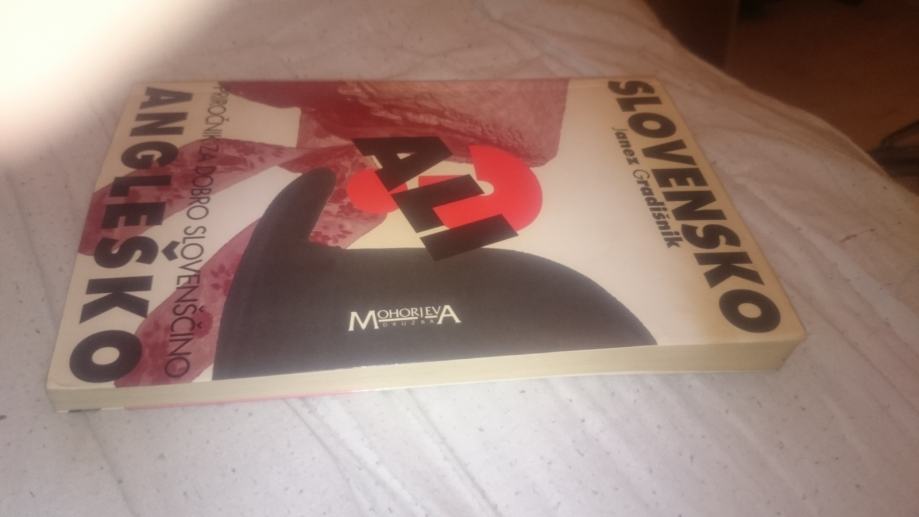 SLOVENSKO
Janez Gradišnik
ALI
MOHORJEVA
DRUŽBA
PRIROČNIK ZA DOBRO SLOVENŠČINO
ANGLEŠKO